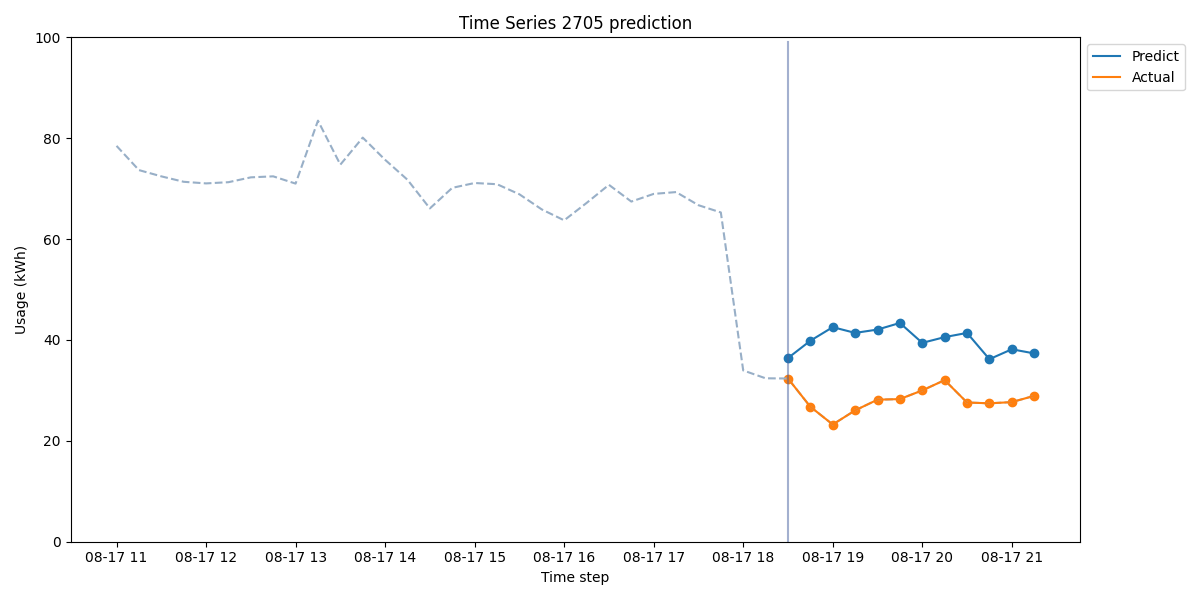 Time Series 2705 prediction
Predict
Actual
100
80
60
40
20
0
Usage (kWh)
08-17 11 08-17 12 08-17 13 08-17 14 08-17 15 08-17 16 08-17 17 08-17 18 08-17 19 08-17 20 08-17 21
Time step